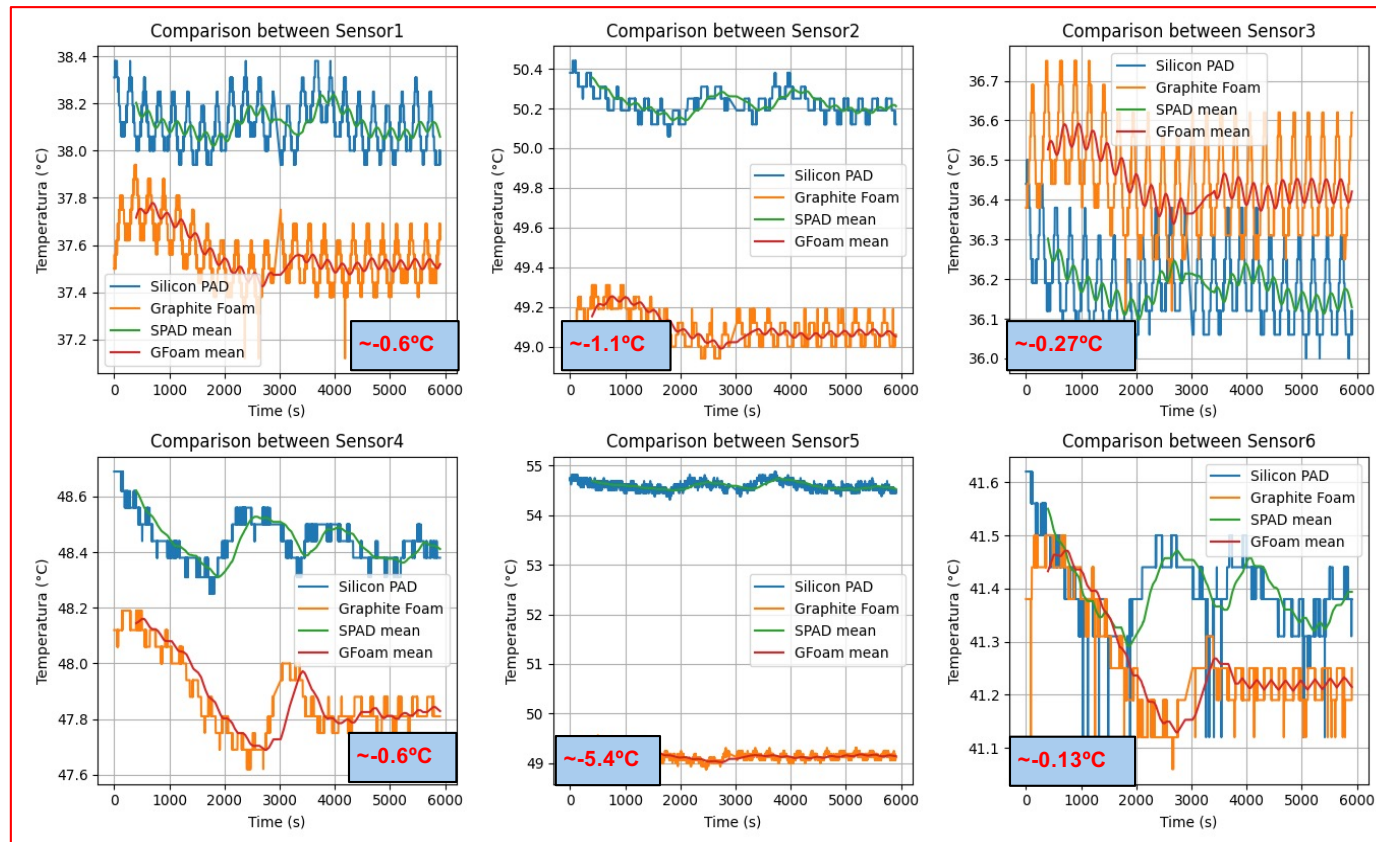 Comparison between Sensor1
Temperatura (°C)
38.4
38.2
38.0
37.8
37.6
37.4
37.2
Silicon PAD
Graphite Foam
SPAD mean
GFoam mean
~-0.6ºC
0 1000 2000 3000 4000 5000 6000
Time (s)
Comparison between Sensor2
Temperatura (°C)
50.4
50.2
50.0
49.8
49.6
49.4
49.2
49.0
Silicon PAD
Graphite Foam
SPAD mean
GFoam mean
~-1.1ºC
0 1000 2000 3000 4000 5000 6000
Time (s)
Comparison between Sensor3
Temperatura (°C)
36.7
36.6
36.5
36.4
36.3
36.2
36.1
36.0
Silicon PAD
Graphite Foam
SPAD mean
GFoam mean
~-0.27ºC
0 1000 2000 3000 4000 5000 6000
Time (s)
Comparison between Sensor4
Temperatura (°C)
48.6
48.4
48.2
48.0
47.8
47.6
Silicon PAD
Graphite Foam
SPAD mean
GFoam mean
~-0.6ºC
0 1000 2000 3000 4000 5000 6000
Time (s)
Comparison between Sensor5
Temperatura (°C)
55
54
53
52
51
50
49
Silicon PAD
Graphite Foam
SPAD mean
GFoam mean
~-5.4ºC
0 1000 2000 3000 4000 5000 6000
Time (s)
Comparison between Sensor6
Temperatura (°C)
41.6
41.5
41.4
41.3
41.2
41.1
Silicon PAD
Graphite Foam
SPAD mean
GFoam mean
~-0.13ºC
0 1000 2000 3000 4000 5000 6000
Time (s)